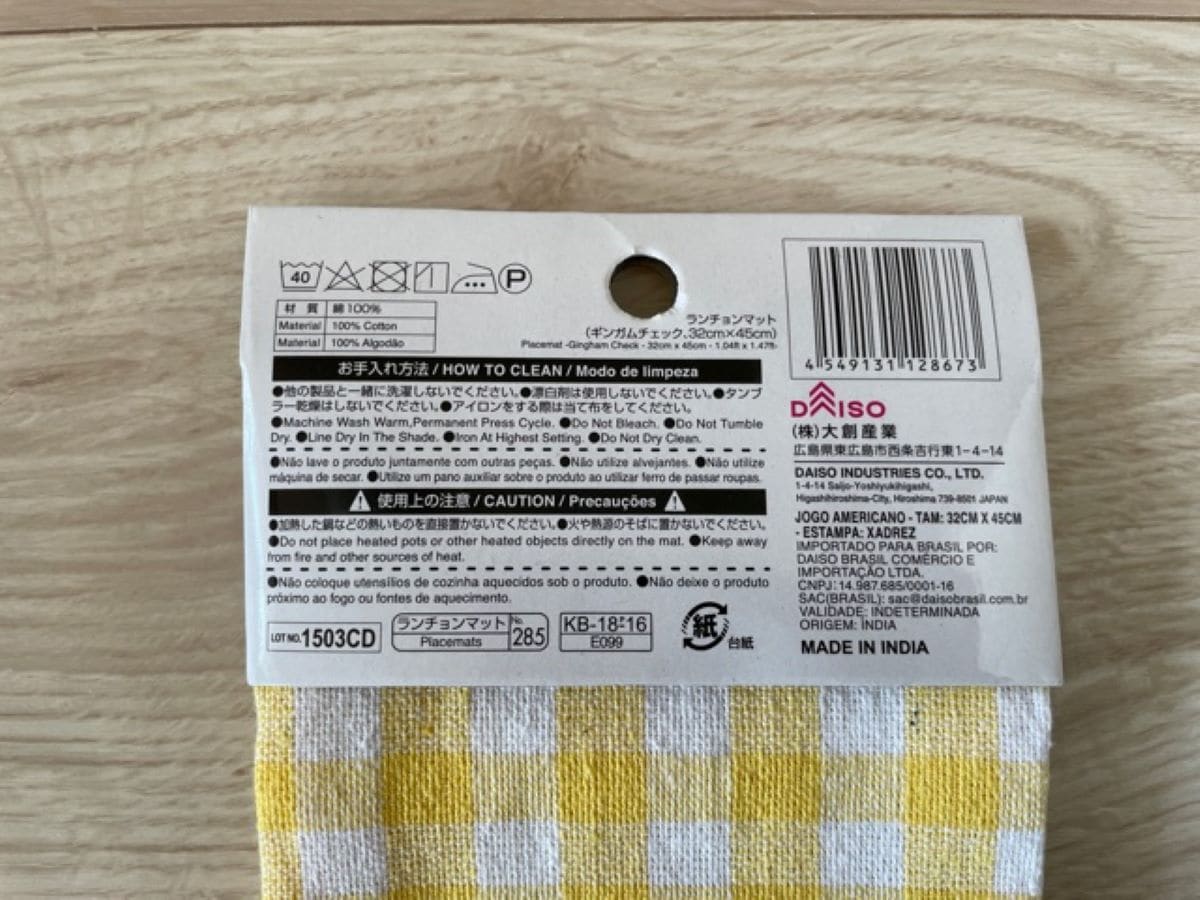 40
P
材質 綿100%
Material 100% Cotton
Material 100% Algodão
ランチョンマット
(ギンガムチェック、32cm×45cm)
Placemat -Gingham Check - 32cm x 45cm - 1.04ft x 1.47ft-
お手入れ方法 / HOW TO CLEAN / Modo de limpeza
●他の製品と一緒に洗濯しないでください。●漂白剤は使用しないでください。●タンブ
ラー乾燥はしないでください。●アイロンをする際は当て布をしてください。
●Machine Wash Warm,Permanent Press Cycle. ●Do Not Bleach. ●Do Not Tumble
Dry. ●Line Dry In The Shade. ●Iron At Highest Setting. ●Do Not Dry Clean.
●Não lave o produto juntamente com outras peças. ●Não utilize alvejantes. ●Não utilize
máquina de secar. ●Utilize um pano auxiliar sobre o produto ao utilizar ferro de passar roupas.
使用上の注意 / CAUTION / Precauções
●加熱した鍋などの熱いものを直接置かないでください。●火や熱源のそばに置かないでください。
●Do not place heated pots or other heated objects directly on the mat. ●Keep away
from fire and other sources of heat.
●Não coloque utensílios de cozinha aquecidos sob o produto. ●Não deixe o produto
próximo ao fogo ou fontes de aquecimento.
LOT NO.1503CD
ランチョンマット No. 285
Placemats
KB-18ﾅ16
E099
紙 台紙
4 549131 128673
DAISO
(株)大創産業
広島県東広島市西条吉行東1-4-14
DAISO INDUSTRIES CO., LTD.
1-4-14 Saijo-Yoshiyukihigashi,
Higashihiroshima-City, Hiroshima 739-8501 JAPAN
JOGO AMERICANO - TAM: 32CM X 45CM
- ESTAMPA: XADREZ
IMPORTADO PARA BRASIL POR:
DAISO BRASIL COMÉRCIO E
IMPORTAÇÃO LTDA.
CNPJ: 14.987.685/0001-16
SAC(BRASIL): sac@daisobrasil.com.br
VALIDADE: INDETERMINADA
ORIGEM: ÍNDIA
MADE IN INDIA